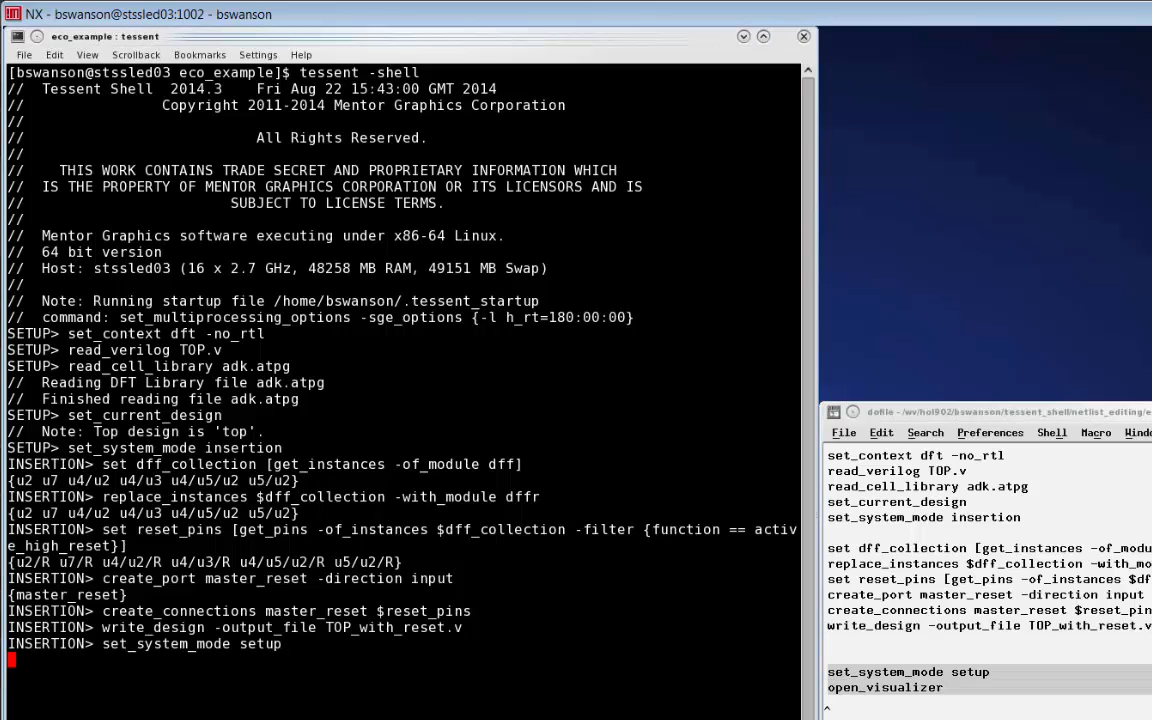 NX - bswanson@stssled03:1002 - bswanson
eco_example : tessent
File Edit View Scrollback Bookmarks Settings Help
[bswanson@stssled03 eco_example]$ tessent -shell
//  Tessent Shell  2014.3    Fri Aug 22 15:43:00 GMT 2014
//                Copyright 2011-2014 Mentor Graphics Corporation
//
//                           All Rights Reserved.
//
//    THIS WORK CONTAINS TRADE SECRET AND PROPRIETARY INFORMATION WHICH
//  IS THE PROPERTY OF MENTOR GRAPHICS CORPORATION OR ITS LICENSORS AND IS
//                        SUBJECT TO LICENSE TERMS.
//
//  Mentor Graphics software executing under x86-64 Linux.
//  64 bit version
//  Host: stssled03 (16 x 2.7 GHz, 48258 MB RAM, 49151 MB Swap)
//
//  Note: Running startup file /home/bswanson/.tessent_startup
//  command: set_multiprocessing_options -sge_options {-l h_rt=180:00:00}
SETUP> set_context dft -no_rtl
SETUP> read_verilog TOP.v
SETUP> read_cell_library adk.atpg
//  Reading DFT Library file adk.atpg
//  Finished reading file adk.atpg
SETUP> set_current_design
//  Note: Top design is 'top'.
SETUP> set_system_mode insertion
INSERTION> set dff_collection [get_instances -of_module dff]
{u2 u7 u4/u2 u4/u3 u4/u5/u2 u5/u2}
INSERTION> replace_instances $dff_collection -with_module dffr
{u2 u7 u4/u2 u4/u3 u4/u5/u2 u5/u2}
INSERTION> set reset_pins [get_pins -of_instances $dff_collection -filter {function == activ
e_high_reset}]
{u2/R u7/R u4/u2/R u4/u3/R u4/u5/u2/R u5/u2/R}
INSERTION> create_port master_reset -direction input
{master_reset}
INSERTION> create_connections master_reset $reset_pins
INSERTION> write_design -output_file TOP_with_reset.v
INSERTION> set_system_mode setup
dofile - /wv/hol902/bswanson/tessent_shell/netlist_editing/e
File Edit Search Preferences Shell Macro Windo
set_context dft -no_rtl
read_verilog TOP.v
read_cell_library adk.atpg
set_current_design
set_system_mode insertion
set dff_collection [get_instances -of_modu
replace_instances $dff_collection -with_mo
set reset_pins [get_pins -of_instances $df
create_port master_reset -direction input
create_connections master_reset $reset_pin
write_design -output_file TOP_with_reset.v
set_system_mode setup
open_visualizer
^